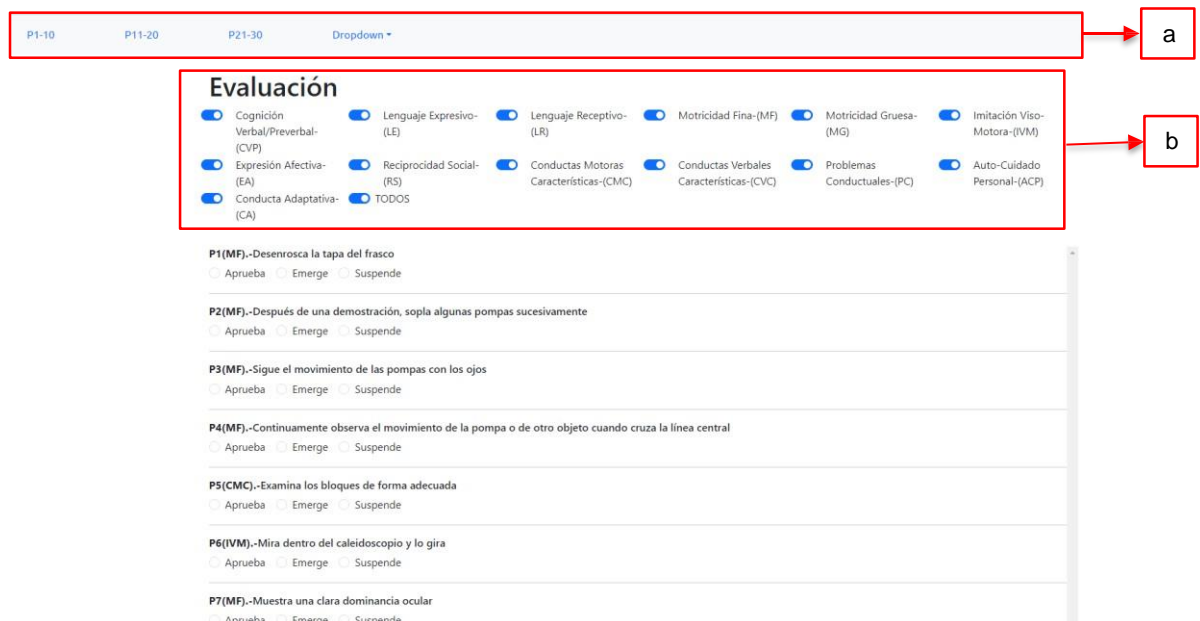 P1-10 P11-20 P21-30 Dropdown
a
Evaluación
Cognición Lenguaje Expresivo- Lenguaje Receptivo- Motricidad Fina-(MF) Motricidad Gruesa- Imitación Viso-
Verbal/Preverbal- (LE) (LR) (MG) Motora-(IVM)
(CVP)
b
Expresión Afectiva- Reciprocidad Social- Conductas Motoras Conductas Verbales Problemas Auto-Cuidado
(EA) (RS) Características-(CMC) Características-(CVC) Conductuales-(PC) Personal-(ACP)
Conducta Adaptativa- TODOS
(CA)
P1(MF).-Desenrosca la tapa del frasco
Aprueba Emerge Suspende
P2(MF).-Después de una demostración, sopla algunas pompas sucesivamente
Aprueba Emerge Suspende
P3(MF).-Sigue el movimiento de las pompas con los ojos
Aprueba Emerge Suspende
P4(MF).-Continuamente observa el movimiento de la pompa o de otro objeto cuando cruza la línea central
Aprueba Emerge Suspende
P5(CMC).-Examina los bloques de forma adecuada
Aprueba Emerge Suspende
P6(IVM).-Mira dentro del caleidoscopio y lo gira
Aprueba Emerge Suspende
P7(MF).-Muestra una clara dominancia ocular
Aprueba Emerge Suspende